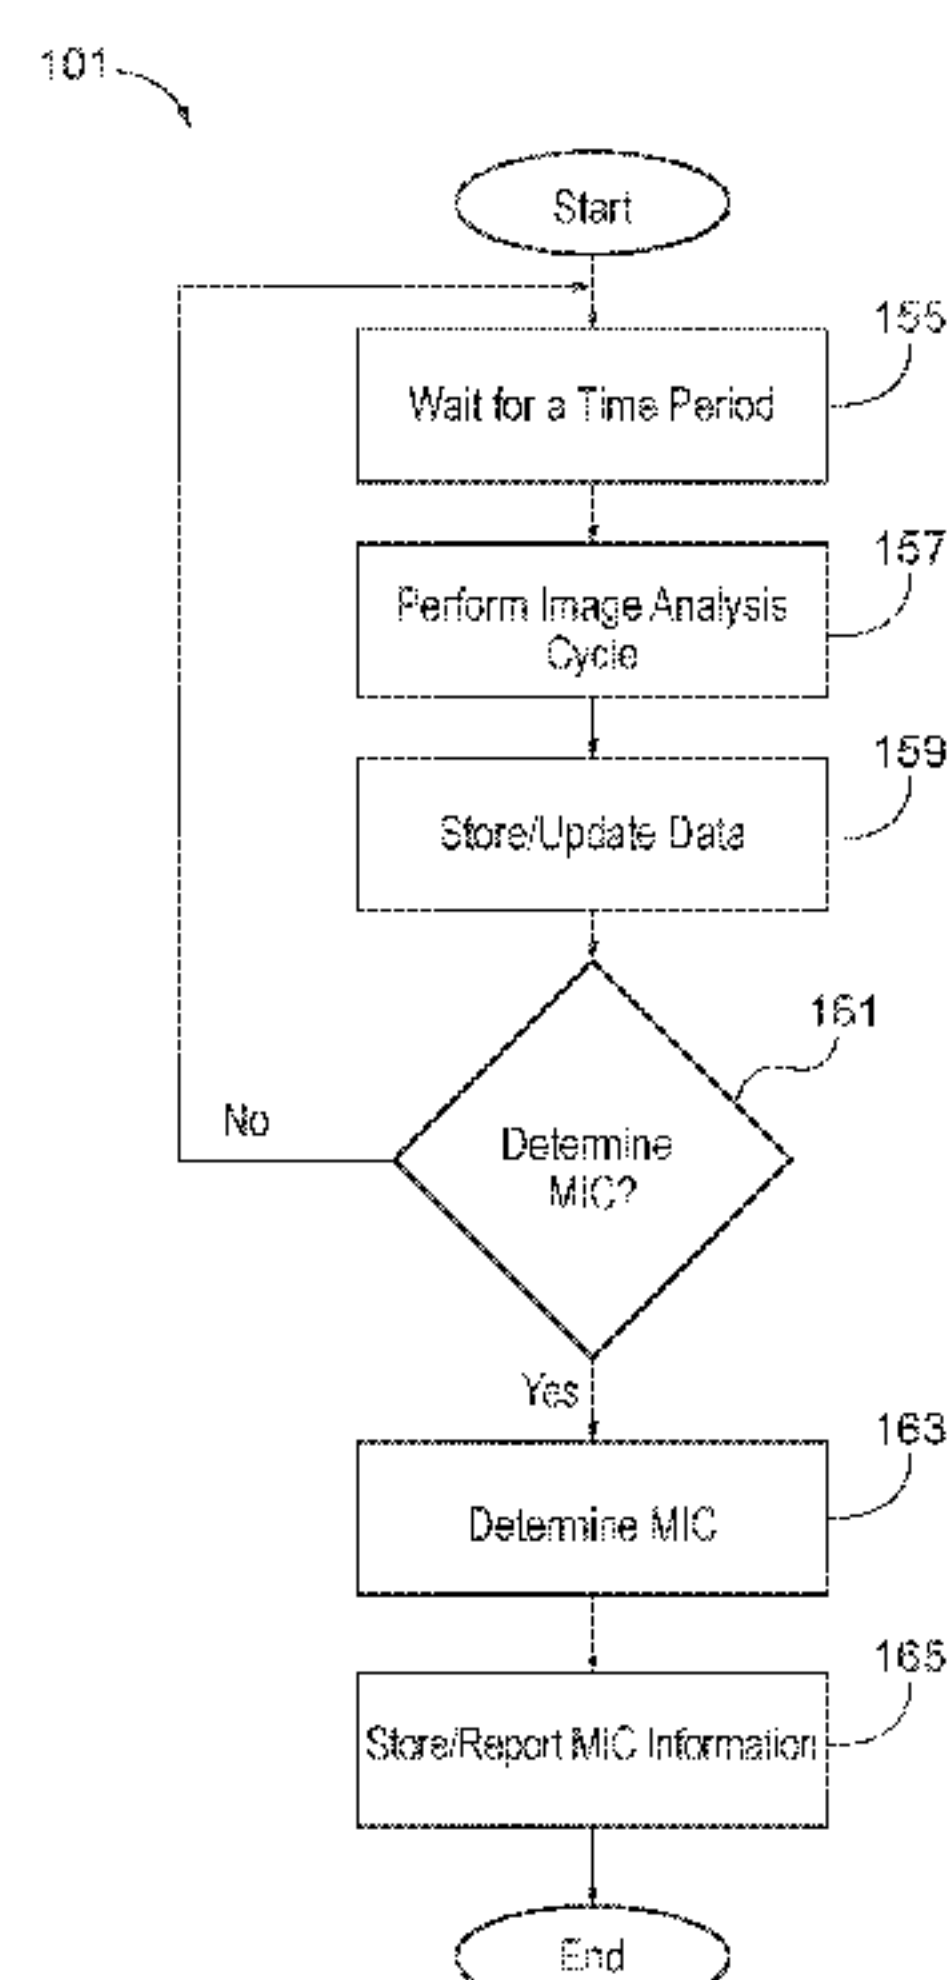 101
Start
155
Wait for a Time Period
157
Perform Image Analysis
Cycle
159
Store/Update Data
161
Determine
MIC?
No
Yes
163
Determine MIC
165
Store/Report MIC Information
End